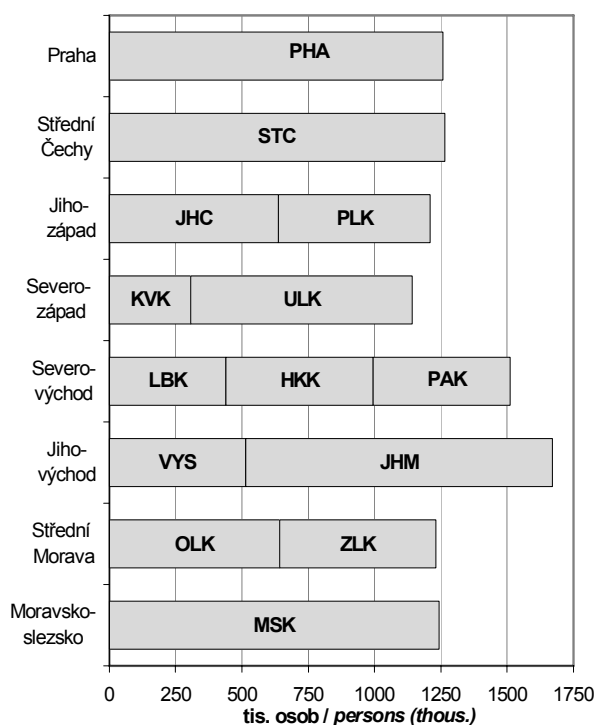 Praha
PHA
Střední
Čechy
STC
Jiho-
západ
JHC PLK
Severo-
západ
KVK ULK
Severo-
východ
LBK HKK PAK
Jiho-
východ
VYS JHM
Střední
Morava
OLK ZLK
Moravsko-
slezsko
MSK
0 250 500 750 1000 1250 1500 1750
tis. osob / persons (thous.)